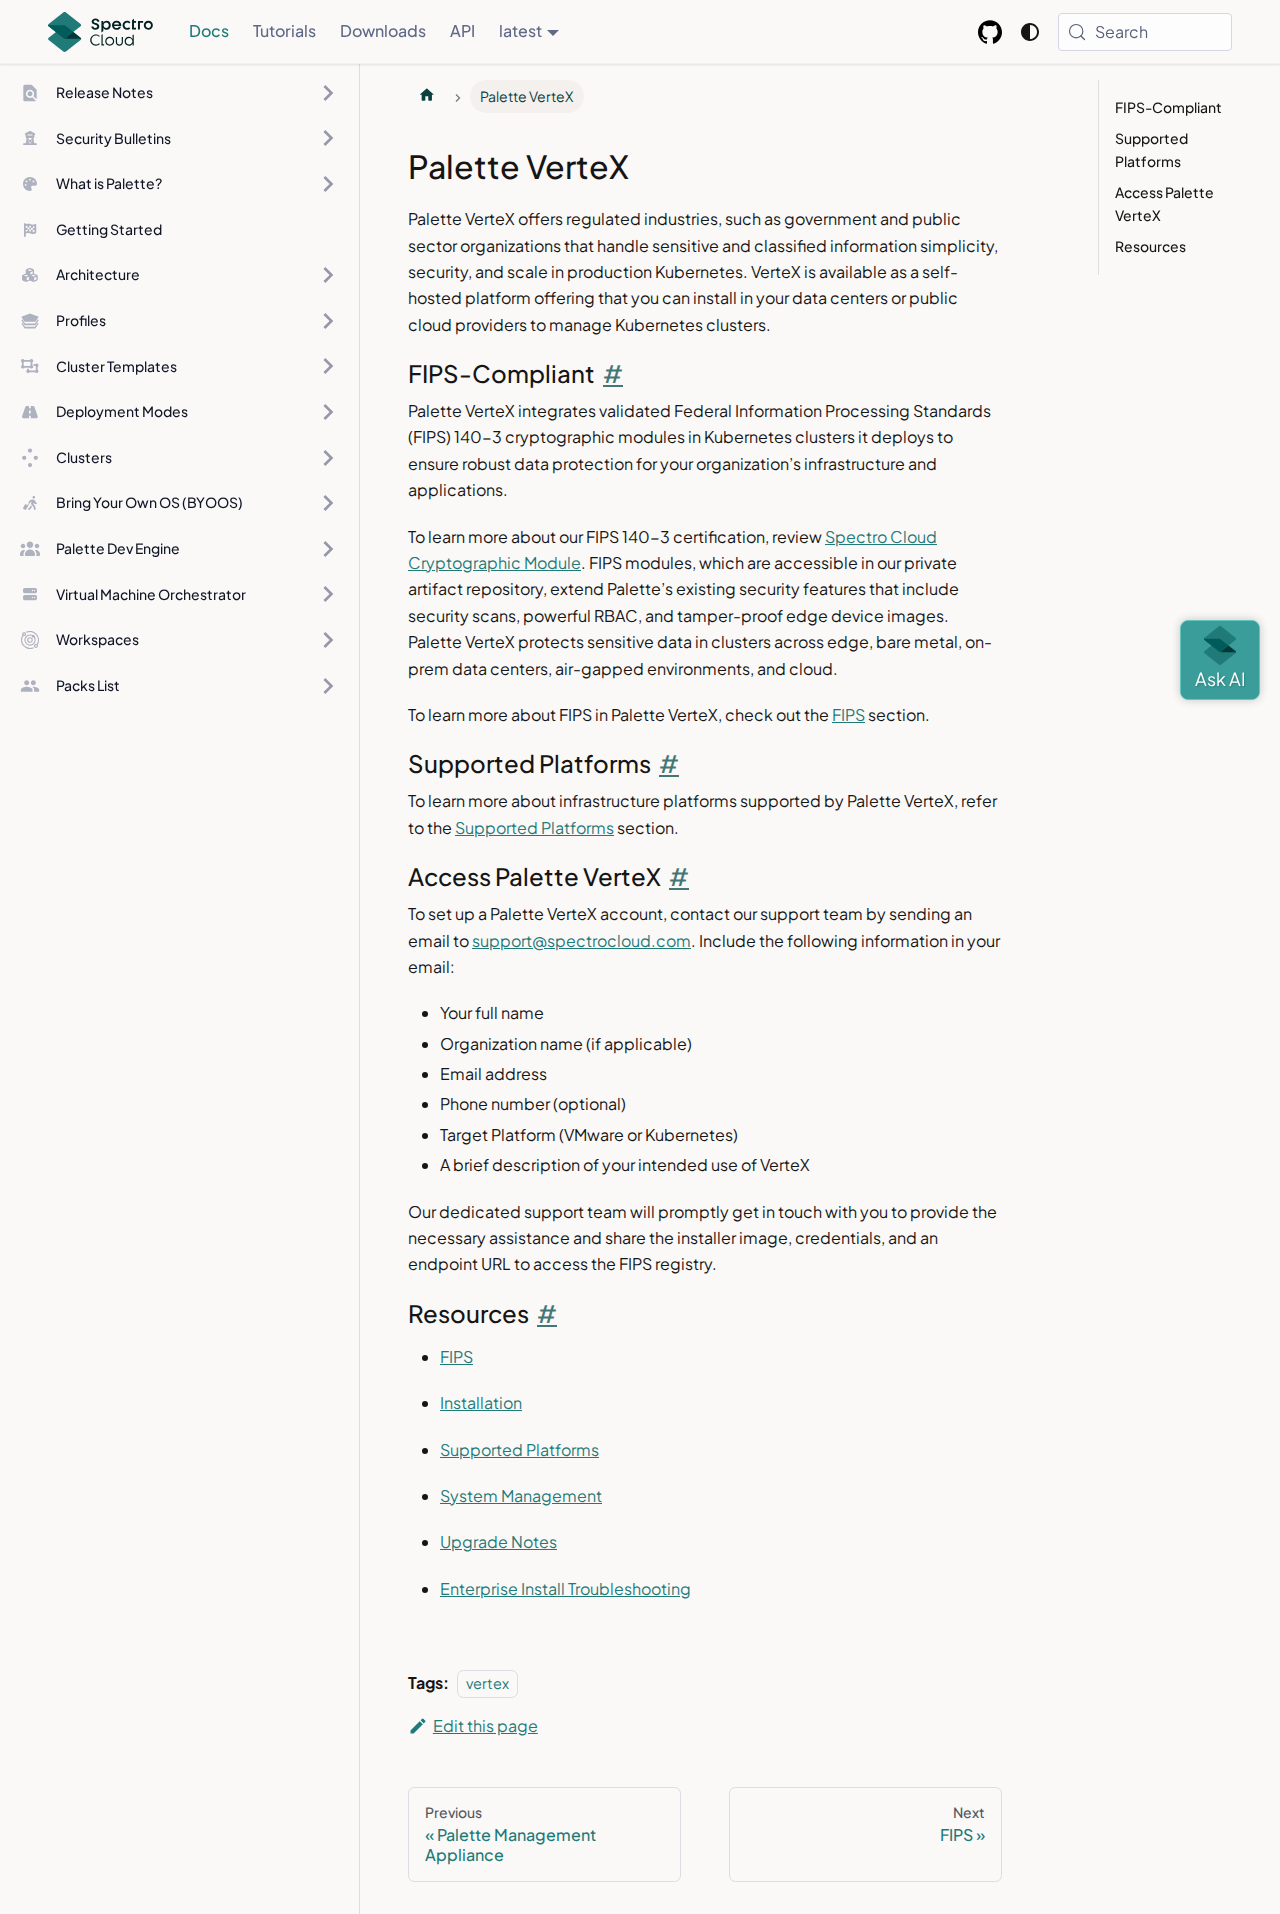 Spectro
Cloud
Docs
Tutorials
Downloads
API
latest
Search
Release Notes
Security Bulletins
What is Palette?
Getting Started
Architecture
Profiles
Cluster Templates
Deployment Modes
Clusters
Bring Your Own OS (BYOOS)
Palette Dev Engine
Virtual Machine Orchestrator
Workspaces
Packs List
Palette VerteX
Palette VerteX
Palette VerteX offers regulated industries, such as government and public
sector organizations that handle sensitive and classified information simplicity,
security, and scale in production Kubernetes. VerteX is available as a self-
hosted platform offering that you can install in your data centers or public
cloud providers to manage Kubernetes clusters.
FIPS-Compliant #
Palette VerteX integrates validated Federal Information Processing Standards
(FIPS) 140-3 cryptographic modules in Kubernetes clusters it deploys to
ensure robust data protection for your organization’s infrastructure and
applications.
To learn more about our FIPS 140-3 certification, review Spectro Cloud
Cryptographic Module. FIPS modules, which are accessible in our private
artifact repository, extend Palette’s existing security features that include
security scans, powerful RBAC, and tamper-proof edge device images.
Palette VerteX protects sensitive data in clusters across edge, bare metal, on-
prem data centers, air-gapped environments, and cloud.
To learn more about FIPS in Palette VerteX, check out the FIPS section.
Supported Platforms #
To learn more about infrastructure platforms supported by Palette VerteX, refer
to the Supported Platforms section.
Access Palette VerteX #
To set up a Palette VerteX account, contact our support team by sending an
email to support@spectrocloud.com. Include the following information in your
email:
Your full name
Organization name (if applicable)
Email address
Phone number (optional)
Target Platform (VMware or Kubernetes)
A brief description of your intended use of VerteX
Our dedicated support team will promptly get in touch with you to provide the
necessary assistance and share the installer image, credentials, and an
endpoint URL to access the FIPS registry.
Resources #
FIPS
Installation
Supported Platforms
System Management
Upgrade Notes
Enterprise Install Troubleshooting
Tags: vertex
Edit this page
Previous
« Palette Management
Appliance
Next
FIPS »
FIPS-Compliant
Supported
Platforms
Access Palette
VerteX
Resources
Ask AI